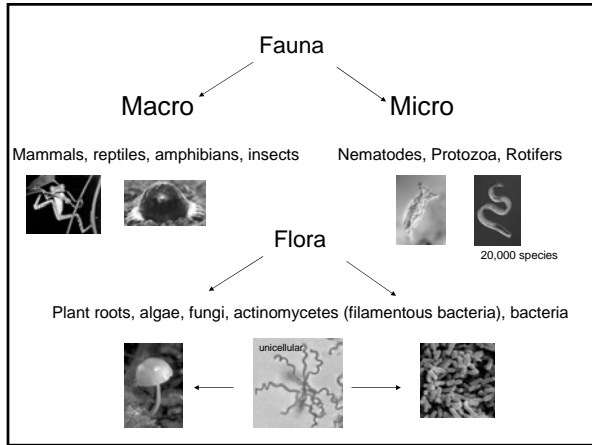 Fauna
Macro
Micro
Mammals, reptiles, amphibians, insects
Nematodes, Protozoa, Rotifers
20,000 species
Flora
Plant roots, algae, fungi, actinomycetes (filamentous bacteria), bacteria
unicellular